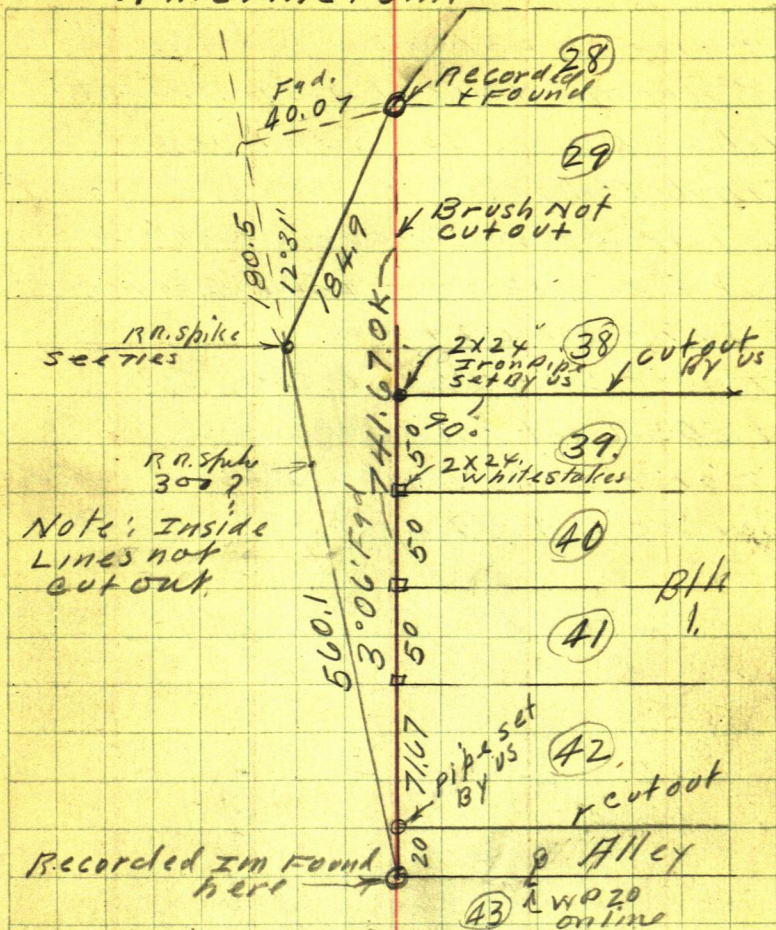 28
Recorded
+ Found
Fnd.
40.07
29
Brush Not
cut out
180.5
12°31'
184.9
RR. Spike
see ties
2x24"
Iron Pipe
set By us
38
cut out
By us
741.67.OK
90°
50
39.
2x24.
white stakes
RR. Spike
300?
Note: Inside
Lines not
cut out.
3°06' Fnd
50
40
Blk
1.
560.1
50
41
71.67
Pipe set
By us
42
cut out
20
Alley
Recorded Im Found
here
43
WP 20
on line